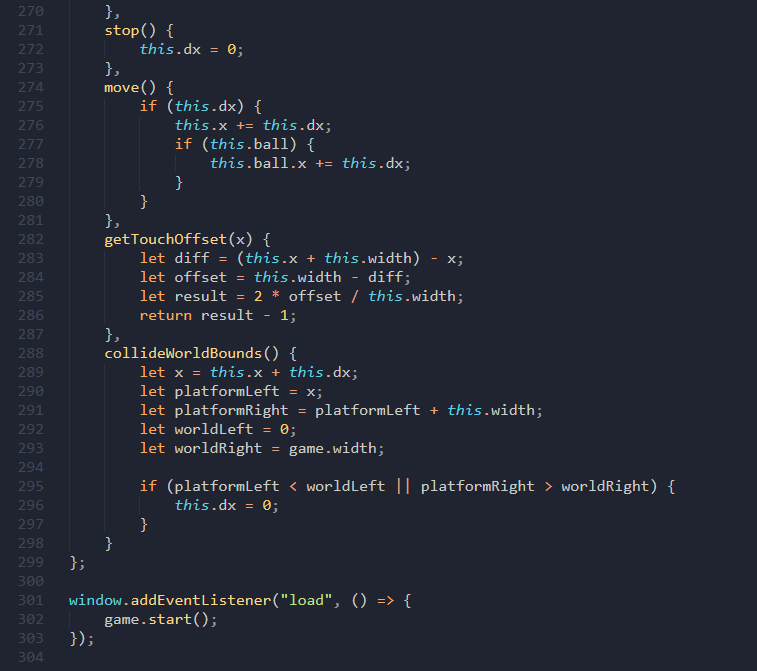 270     },
271     stop() {
272         this.dx = 0;
273     },
274     move() {
275         if (this.dx) {
276             this.x += this.dx;
277             if (this.ball) {
278                 this.ball.x += this.dx;
279             }
280         }
281     },
282     getTouchOffset(x) {
283         let diff = (this.x + this.width) - x;
284         let offset = this.width - diff;
285         let result = 2 * offset / this.width;
286         return result - 1;
287     },
288     collideWorldBounds() {
289         let x = this.x + this.dx;
290         let platformLeft = x;
291         let platformRight = platformLeft + this.width;
292         let worldLeft = 0;
293         let worldRight = game.width;
294
295         if (platformLeft < worldLeft || platformRight > worldRight) {
296             this.dx = 0;
297         }
298     }
299 };
300
301 window.addEventListener("load", () => {
302     game.start();
303 });
304